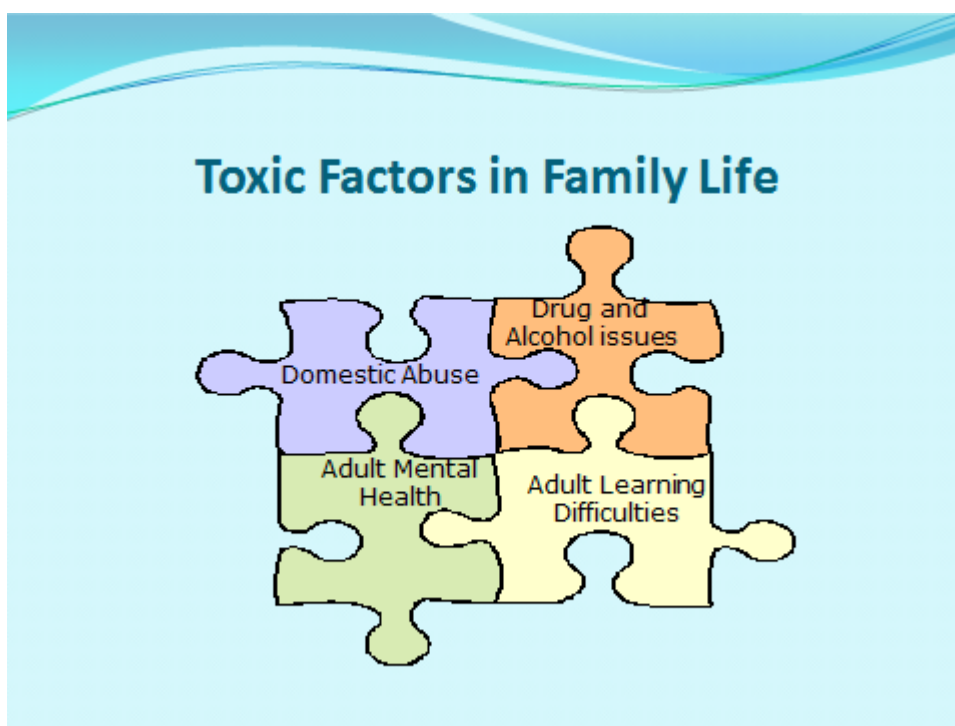 Toxic Factors in Family Life
Drug and
Alcohol issues
Domestic Abuse
Adult Mental
Health
Adult Learning
Difficulties